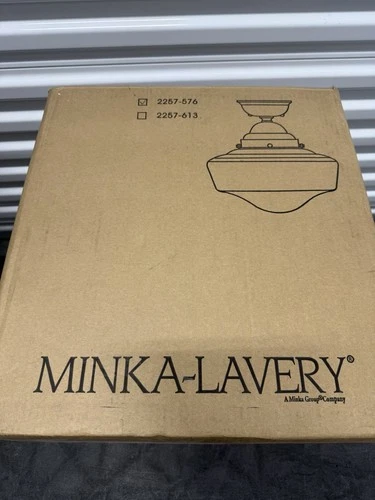 ☑ 2257-576
☐ 2257-613
MINKA-LAVERY®
A Minka Group® Company